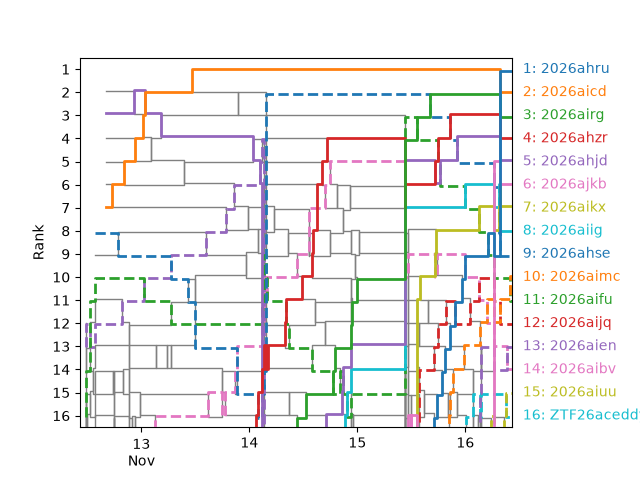 1
2
3
4
5
6
7
8
9
10
11
12
13
14
15
16
Rank
13
14
15
16
Nov
1: 2026ahru
2: 2026aicd
3: 2026airg
4: 2026ahzr
5: 2026ahjd
6: 2026ajkb
7: 2026aikx
8: 2026aiig
9: 2026ahse
10: 2026aimc
11: 2026aifu
12: 2026aijq
13: 2026aien
14: 2026aibv
15: 2026aiuu
16: ZTF26acedd